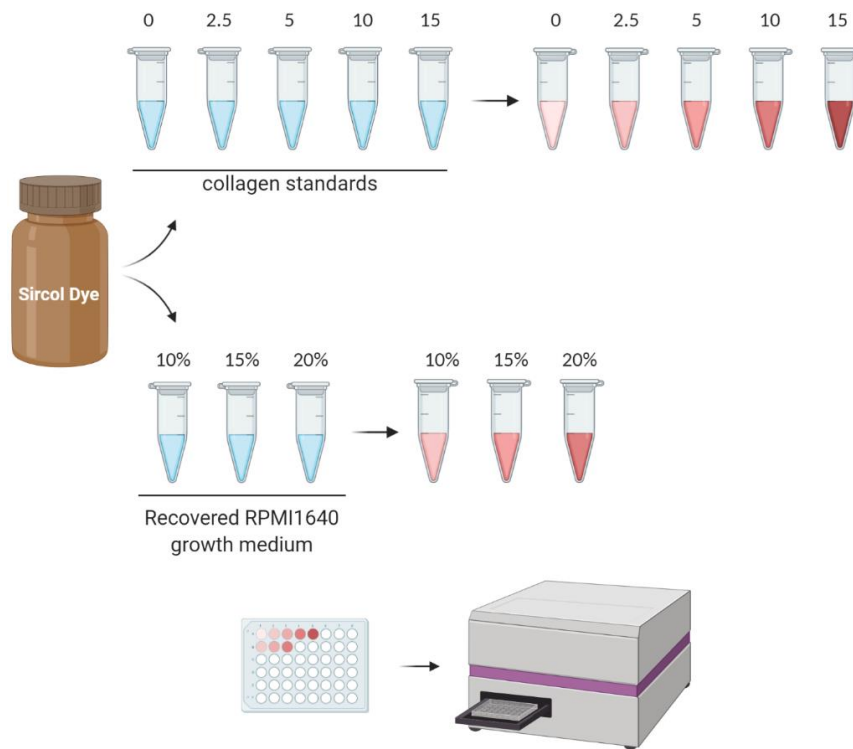 0 2.5 5 10 15 0 2.5 5 10 15
collagen standards
Sircol Dye
10% 15% 20% 10% 15% 20%
Recovered RPMI1640
growth medium